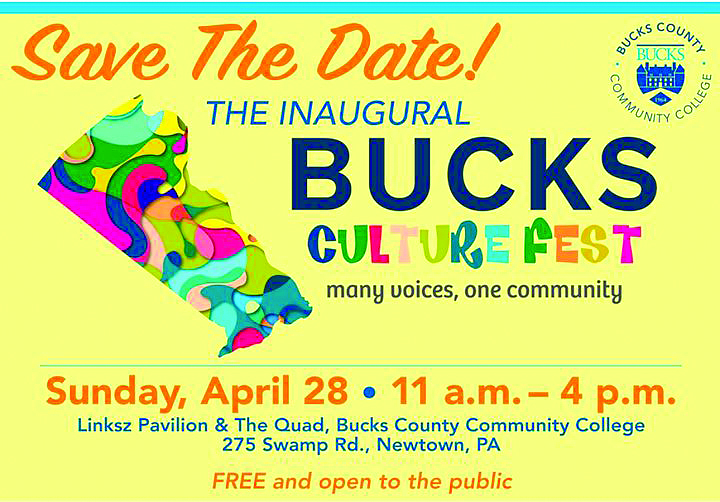 Save The Date!
BUCKS COUNTY
BUCKS
1964
COMMUNITY COLLEGE
THE INAUGURAL
BUCKS
CULTURE FEST
many voices, one community
Sunday, April 28 • 11 a.m. – 4 p.m.
Linksz Pavilion & The Quad, Bucks County Community College
275 Swamp Rd., Newtown, PA
FREE and open to the public